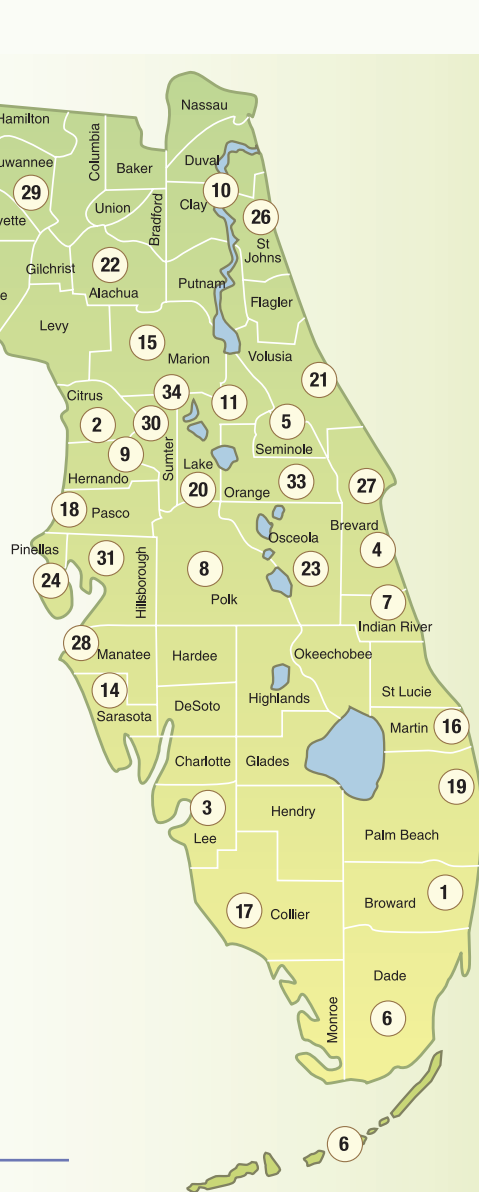 Nassau
Hamilton
Columbia
Duval
uwannee
Baker
29
10
Clay
Union
Bradford
26
vette
St
Johns
22
Gilchrist
Alachua
Putnam
e
Flagler
Levy
15
Marion
Volusia
21
34
Citrus
11
2
30
5
Seminole
9
Sumter
Lake
Hernando
20
Orange
33
27
18
Pasco
Brevard
Osceola
Pinellas
31
4
24
Hillsborough
8
23
Polk
7
Indian River
28
Manatee
Hardee
Okeechobee
14
Highlands
St Lucie
Sarasota
DeSoto
Martin
16
Charlotte
Glades
19
3
Hendry
Lee
Palm Beach
1
Broward
17
Collier
Dade
Monroe
6
6